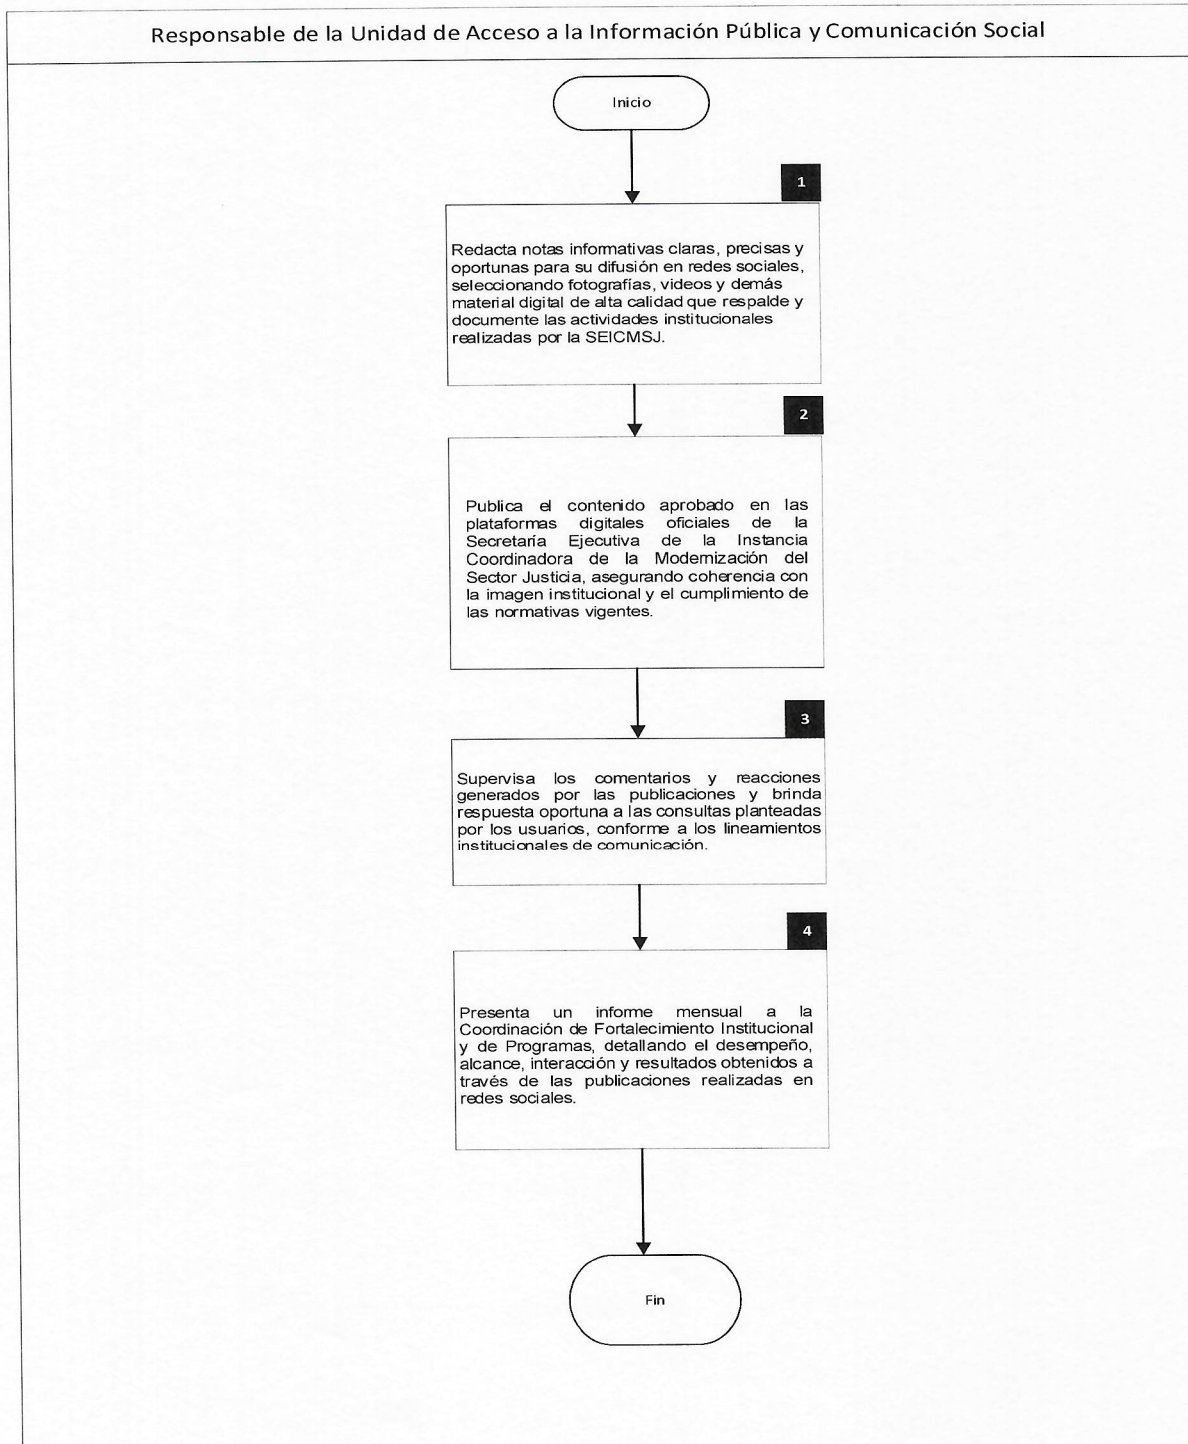 Responsable de la Unidad de Acceso a la Información Pública y Comunicación Social
Inicio
1
Redacta notas informativas claras, precisas y
oportunas para su difusión en redes sociales,
seleccionando fotografías, videos y demás
material digital de alta calidad que respalde y
documente las actividades institucionales
realizadas por la SEICMSJ.
2
Publica el contenido aprobado en las
plataformas digitales oficiales de la
Secretaría Ejecutiva de la Instancia
Coordinadora de la Modernización del
Sector Justicia, asegurando coherencia con
la imagen institucional y el cumplimiento de
las normativas vigentes.
3
Supervisa los comentarios y reacciones
generados por las publicaciones y brinda
respuesta oportuna a las consultas planteadas
por los usuarios, conforme a los lineamientos
institucionales de comunicación.
4
Presenta un informe mensual a la
Coordinación de Fortalecimiento Institucional
y de Programas, detallando el desempeño,
alcance, interacción y resultados obtenidos a
través de las publicaciones realizadas en
redes sociales.
Fin